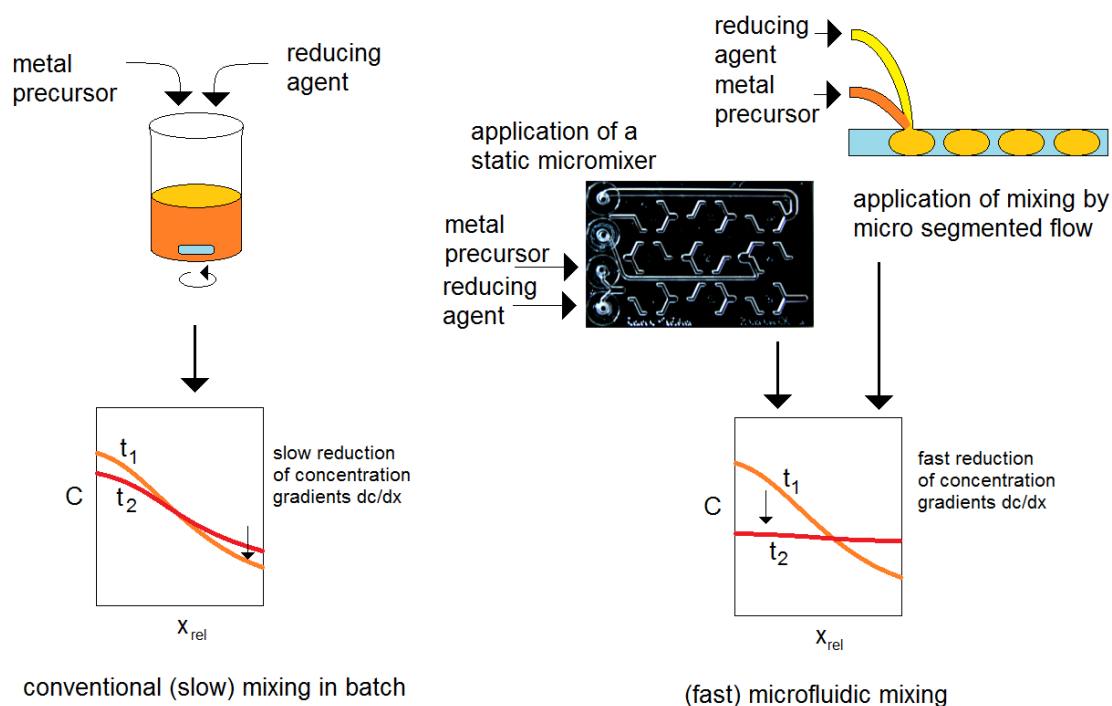 metal
precursor
reducing
agent
t1
t2
C
xrel
slow reduction
of concentration
gradients dc/dx
conventional (slow) mixing in batch
application of a
static micromixer
metal
precursor
reducing
agent
reducing
agent
metal
precursor
application of mixing by
micro segmented flow
t1
t2
C
xrel
fast reduction
of concentration
gradients dc/dx
(fast) microfluidic mixing